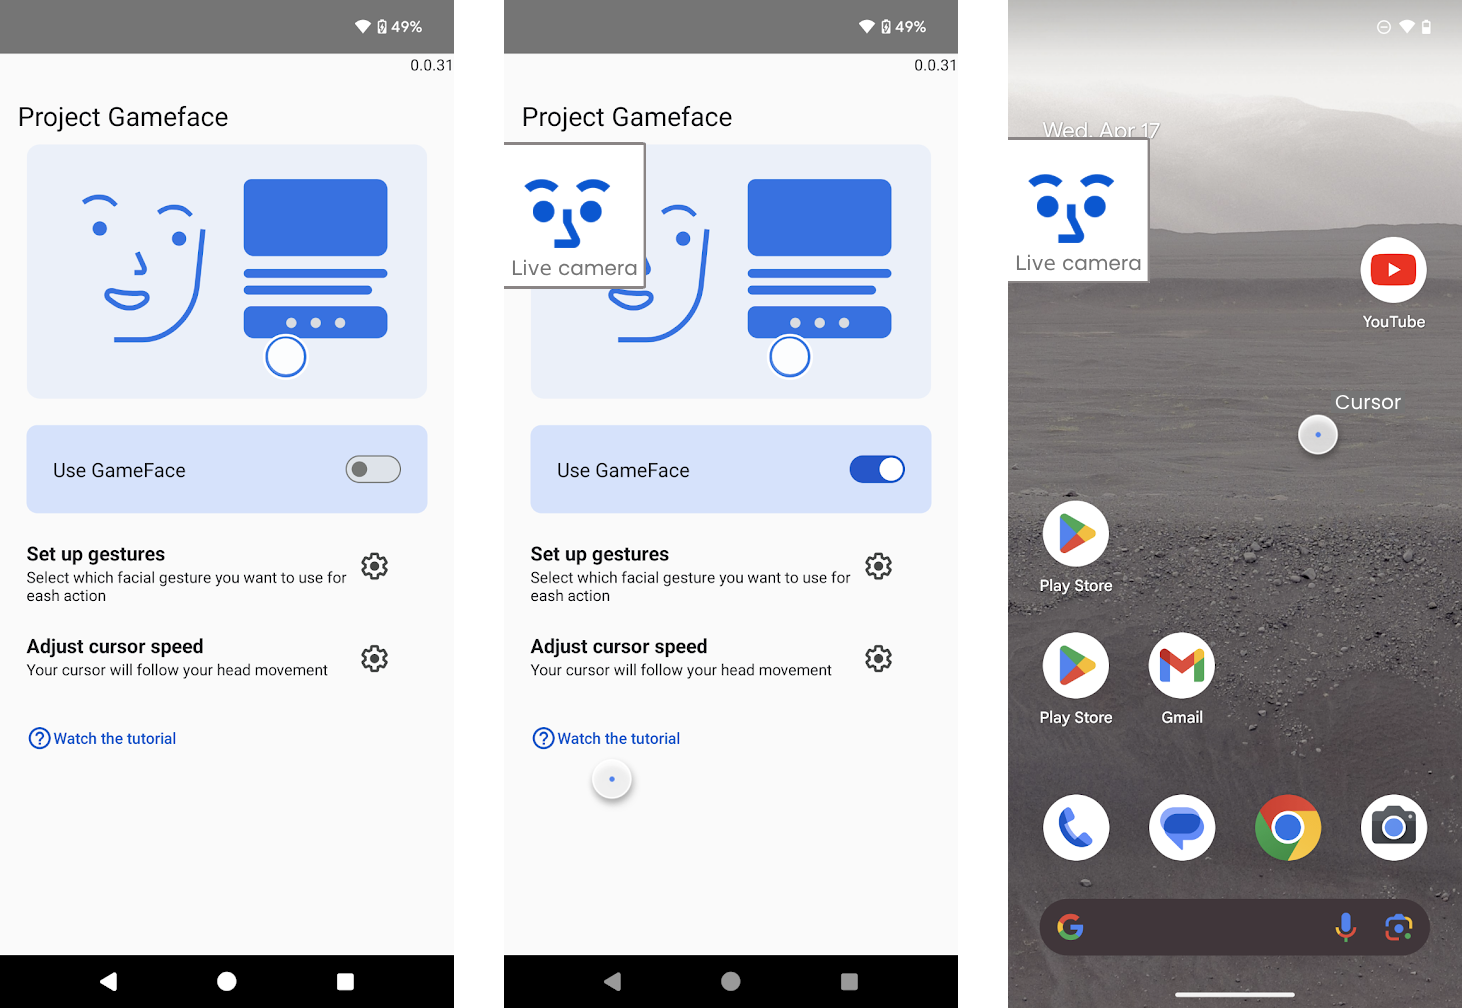 49%
0.0.31
Project Gameface
Use GameFace
Set up gestures
Select which facial gesture you want to use for
eash action
Adjust cursor speed
Your cursor will follow your head movement
? Watch the tutorial
49%
0.0.31
Project Gameface
Live camera
Use GameFace
Set up gestures
Select which facial gesture you want to use for
eash action
Adjust cursor speed
Your cursor will follow your head movement
? Watch the tutorial
Wed, Apr 17
Live camera
YouTube
Cursor
Play Store
Play Store
Gmail
G